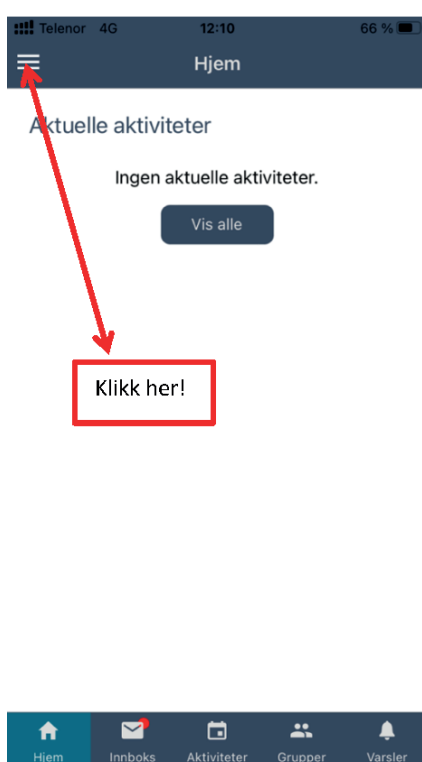 Telenor 4G 12:10 66 %
Hjem
Aktuelle aktiviteter
Ingen aktuelle aktiviteter.
Vis alle
Klikk her!
Hjem Innboks Aktiviteter Grupper Varsler